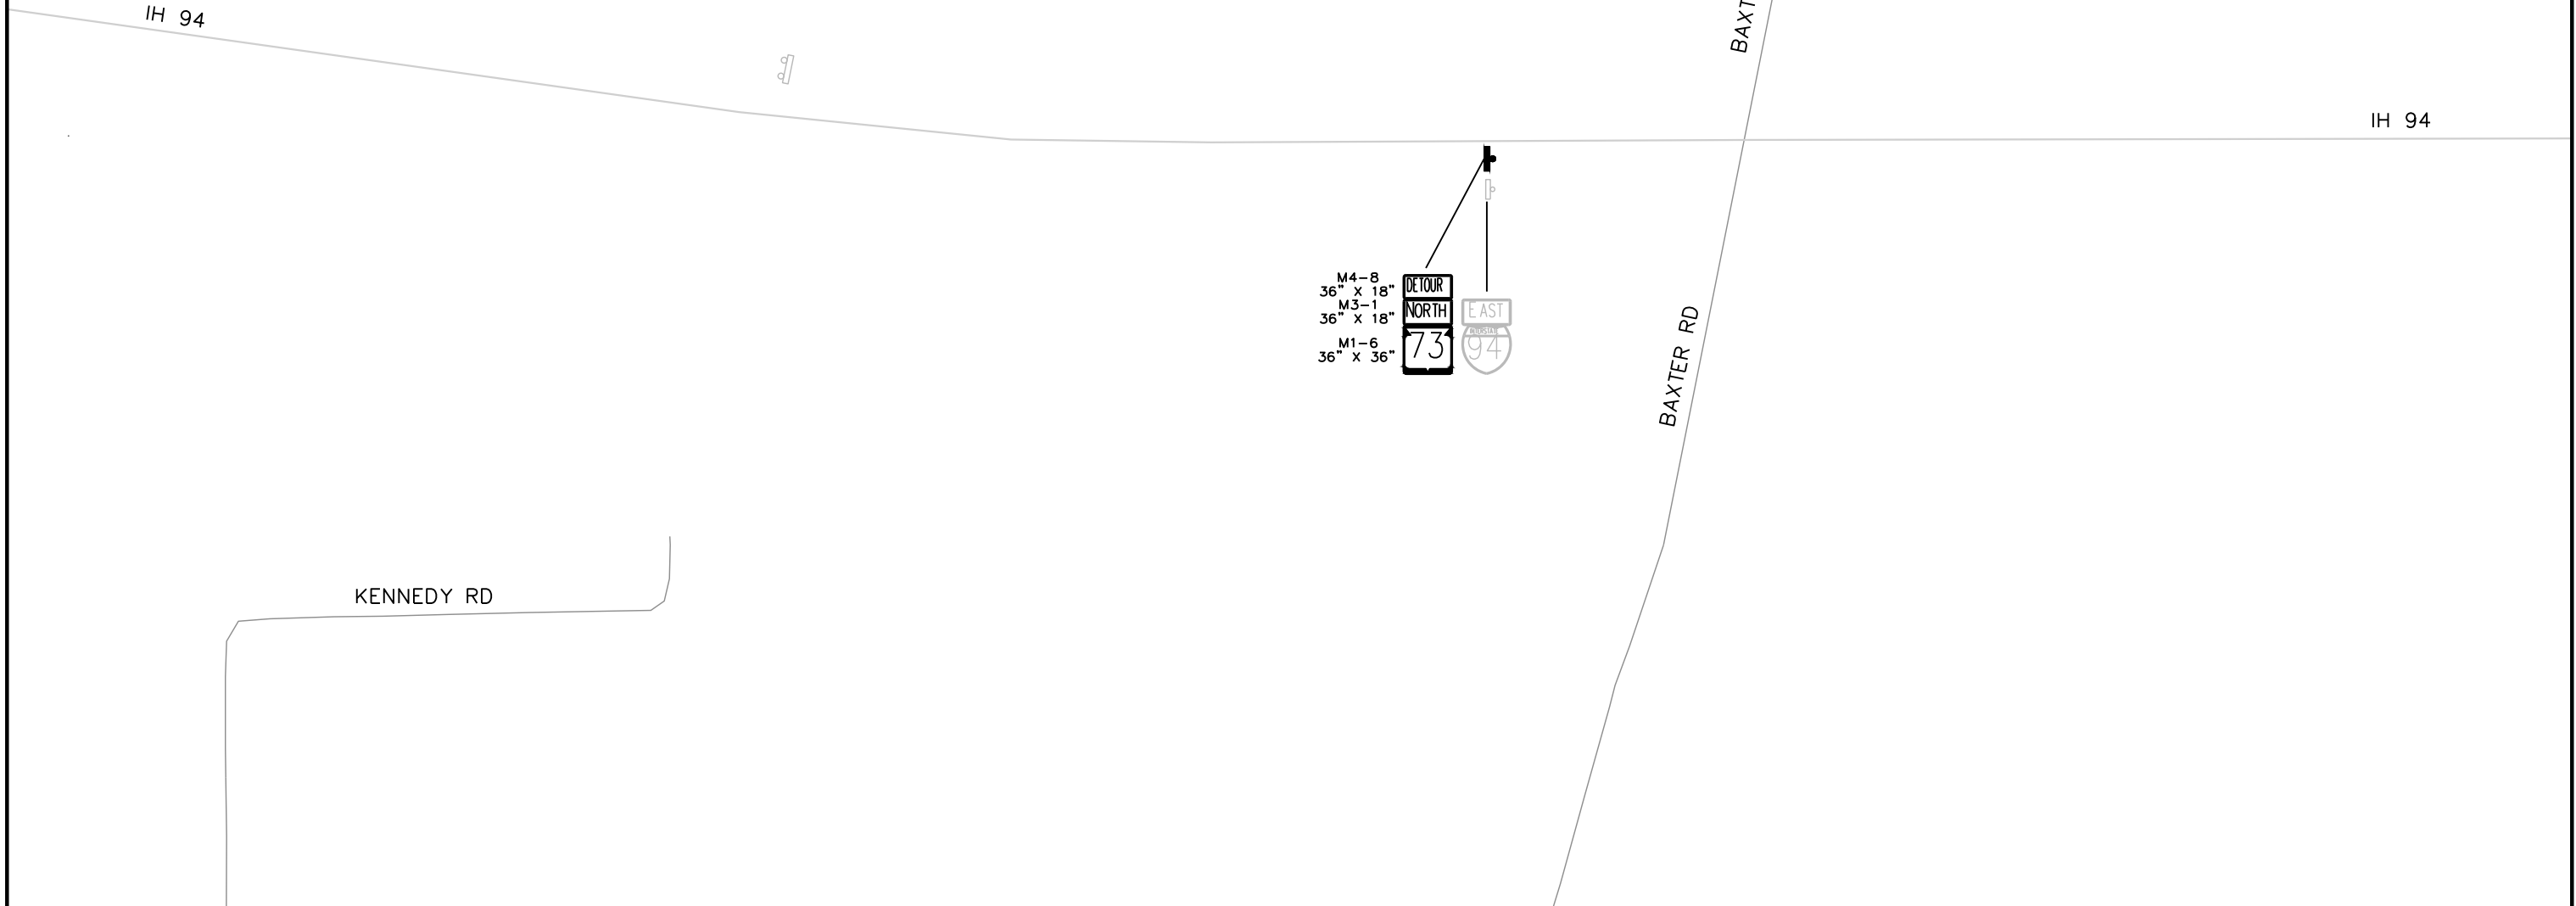 IH 94
BAXT
IH 94
M4-8
36" X 18"
M3-1
36" X 18"
M1-6
36" X 36"
DETOUR
NORTH
73
EAST
INTERSTATE
94
BAXTER RD
KENNEDY RD